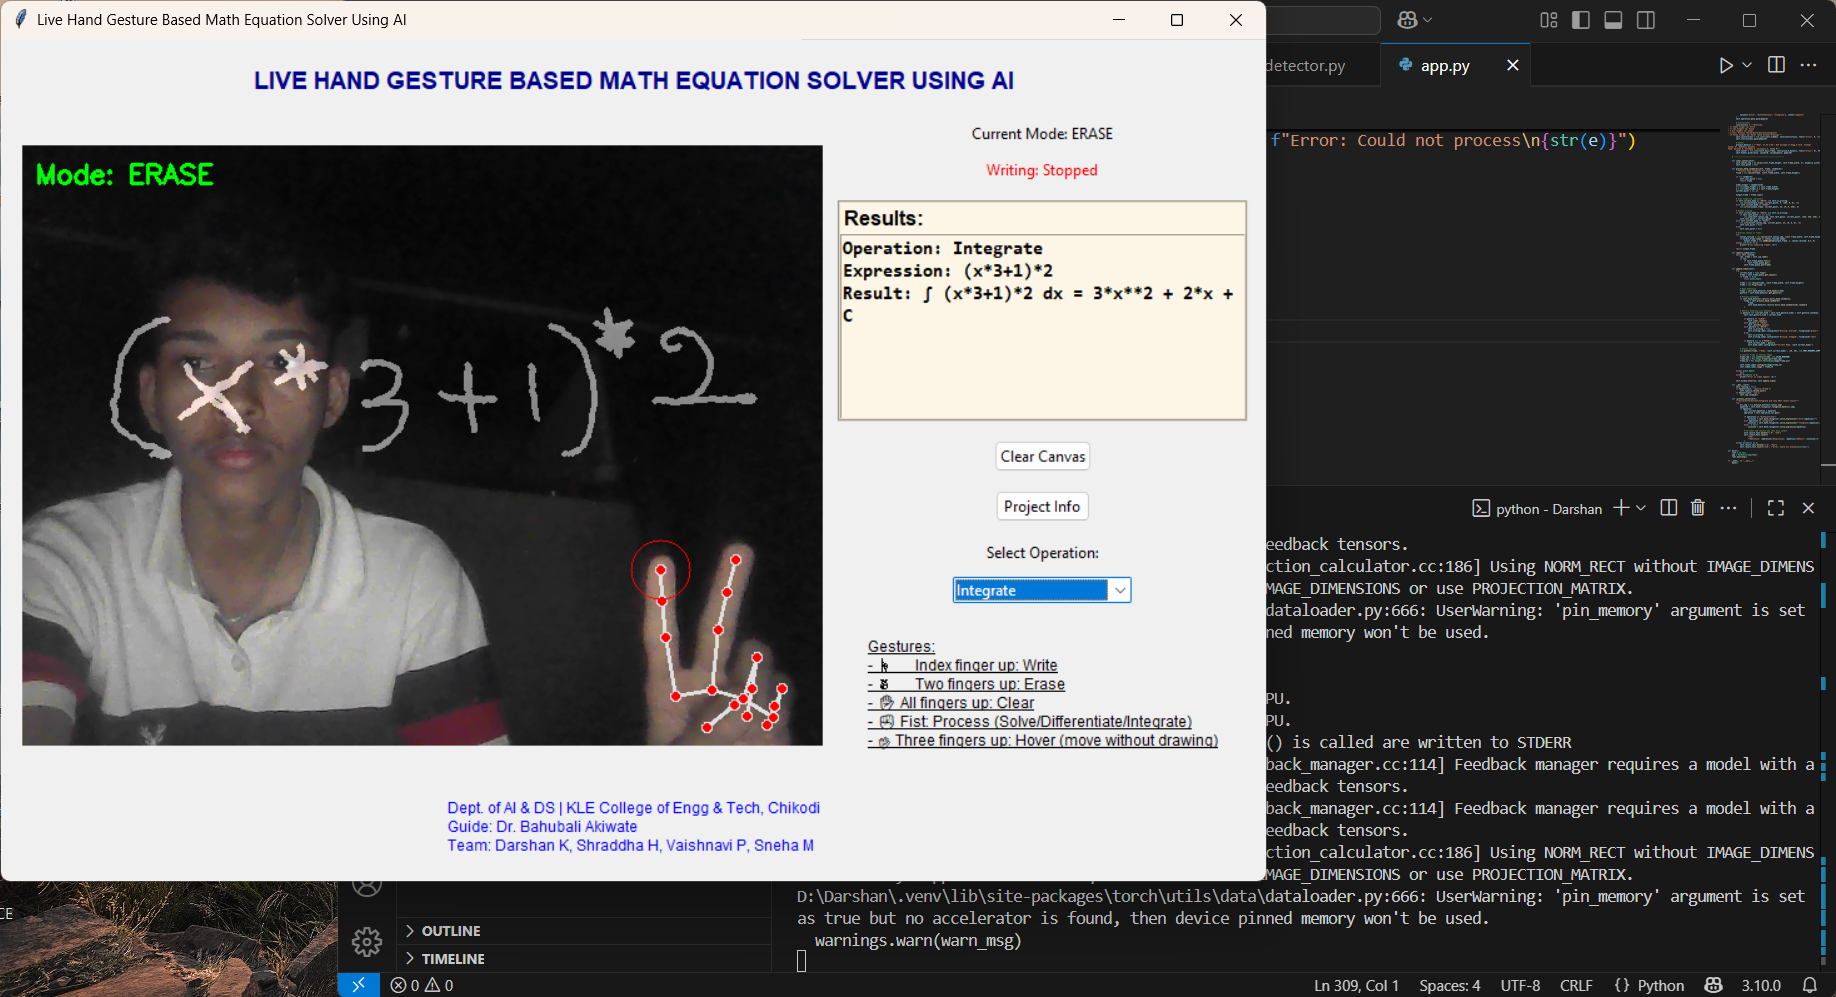 Live Hand Gesture Based Math Equation Solver Using AI
LIVE HAND GESTURE BASED MATH EQUATION SOLVER USING AI
Mode: ERASE
(x*3+1)*2
Current Mode: ERASE
Writing: Stopped
Results:
Operation: Integrate
Expression: (x*3+1)*2
Result: ∫ (x*3+1)*2 dx = 3*x**2 + 2*x +
C
Clear Canvas
Project Info
Select Operation:
Integrate
Gestures:
- Index finger up: Write
- Two fingers up: Erase
- All fingers up: Clear
- Fist: Process (Solve/Differentiate/Integrate)
- Three fingers up: Hover (move without drawing)
Dept. of AI & DS | KLE College of Engg & Tech, Chikodi
Guide: Dr. Bahubali Akiwate
Team: Darshan K, Shraddha H, Vaishnavi P, Sneha M
detector.py
app.py
f"Error: Could not process\n{str(e)}")
python - Darshan
eedback tensors.
ction_calculator.cc:186] Using NORM_RECT without IMAGE_DIMENS
MAGE_DIMENSIONS or use PROJECTION_MATRIX.
dataloader.py:666: UserWarning: 'pin_memory' argument is set
ned memory won't be used.
PU.
PU.
() is called are written to STDERR
back_manager.cc:114] Feedback manager requires a model with a
eedback tensors.
back_manager.cc:114] Feedback manager requires a model with a
eedback tensors.
ction_calculator.cc:186] Using NORM_RECT without IMAGE_DIMENS
MAGE_DIMENSIONS or use PROJECTION_MATRIX.
D:\Darshan\.venv\lib\site-packages\torch\utils\data\dataloader.py:666: UserWarning: 'pin_memory' argument is set
as true but no accelerator is found, then device pinned memory won't be used.
warnings.warn(warn_msg)
CE
OUTLINE
TIMELINE
0 0
Ln 309, Col 1 Spaces: 4 UTF-8 CRLF {} Python 3.10.0